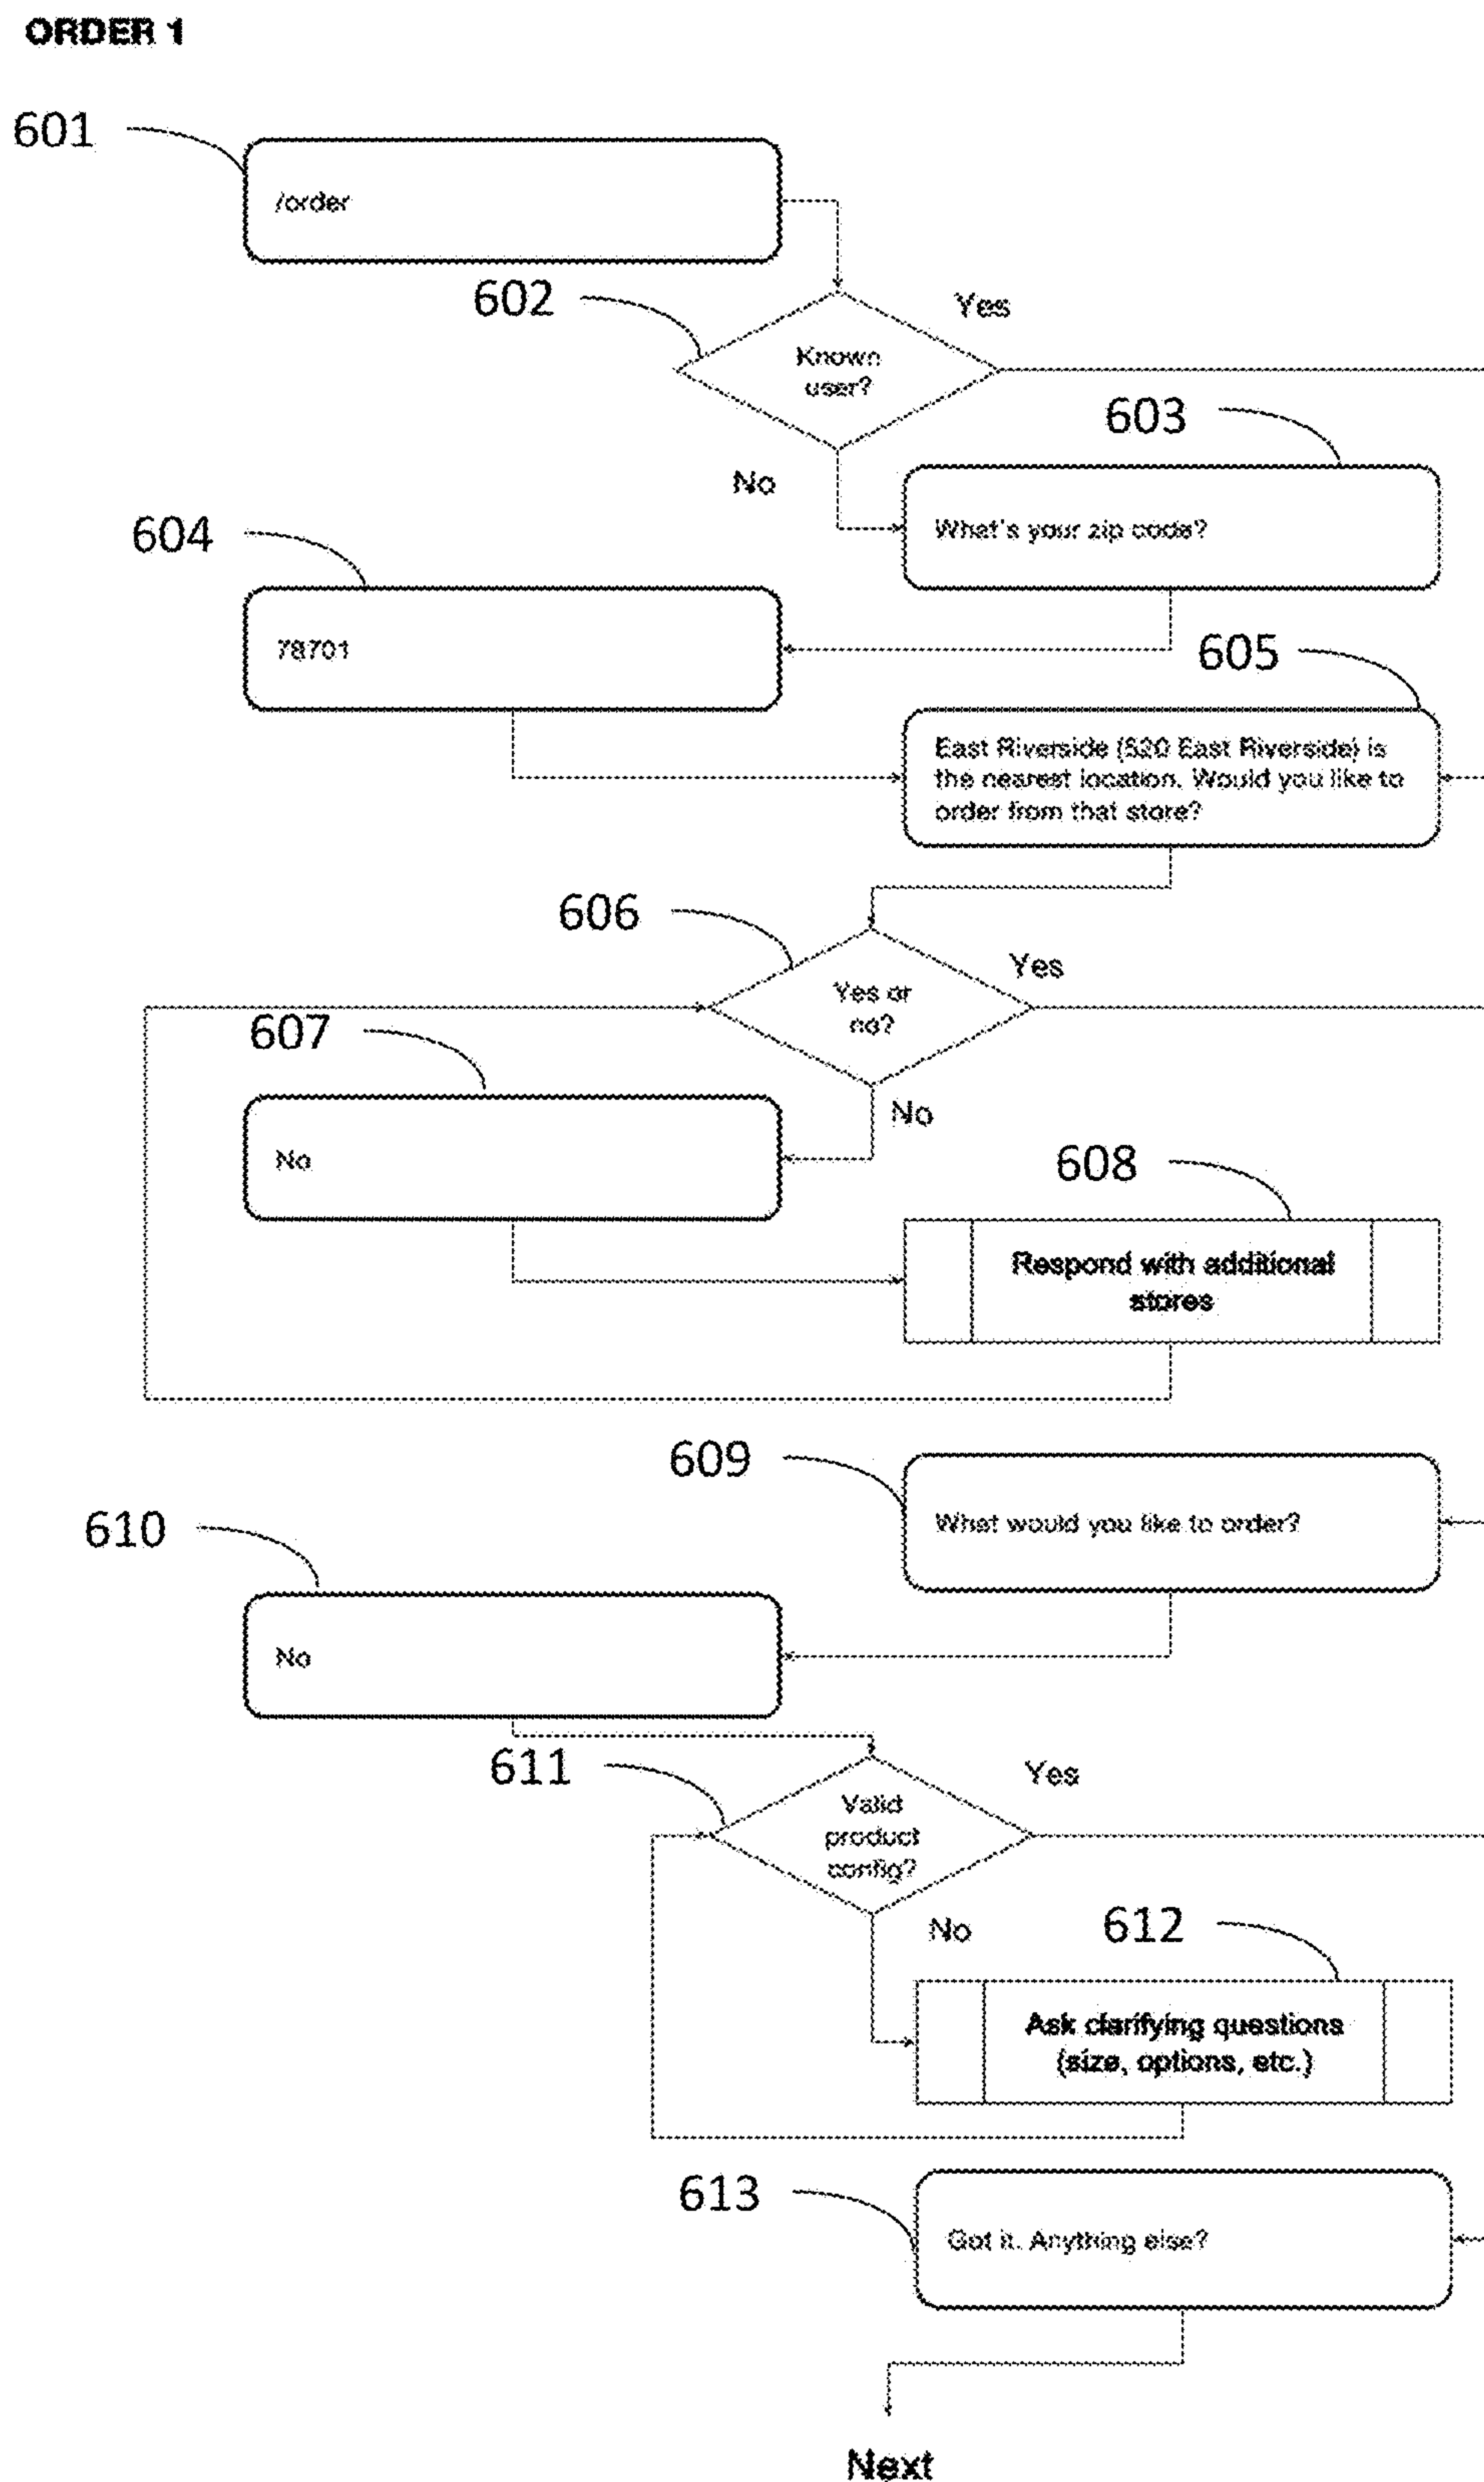 ORDER 1
601
/order
602
Yes
Known
user?
603
No
What's your zip code?
604
78701
605
East Riverside (520 East Riverside) is
the nearest location. Would you like to
order from that store?
606
Yes
Yes or
no?
607
No
No
608
Respond with additional
stores
609
What would you like to order?
610
No
611
Yes
Valid
product
config?
No
612
Ask clarifying questions
(size, options, etc.)
613
Got it. Anything else?
Next